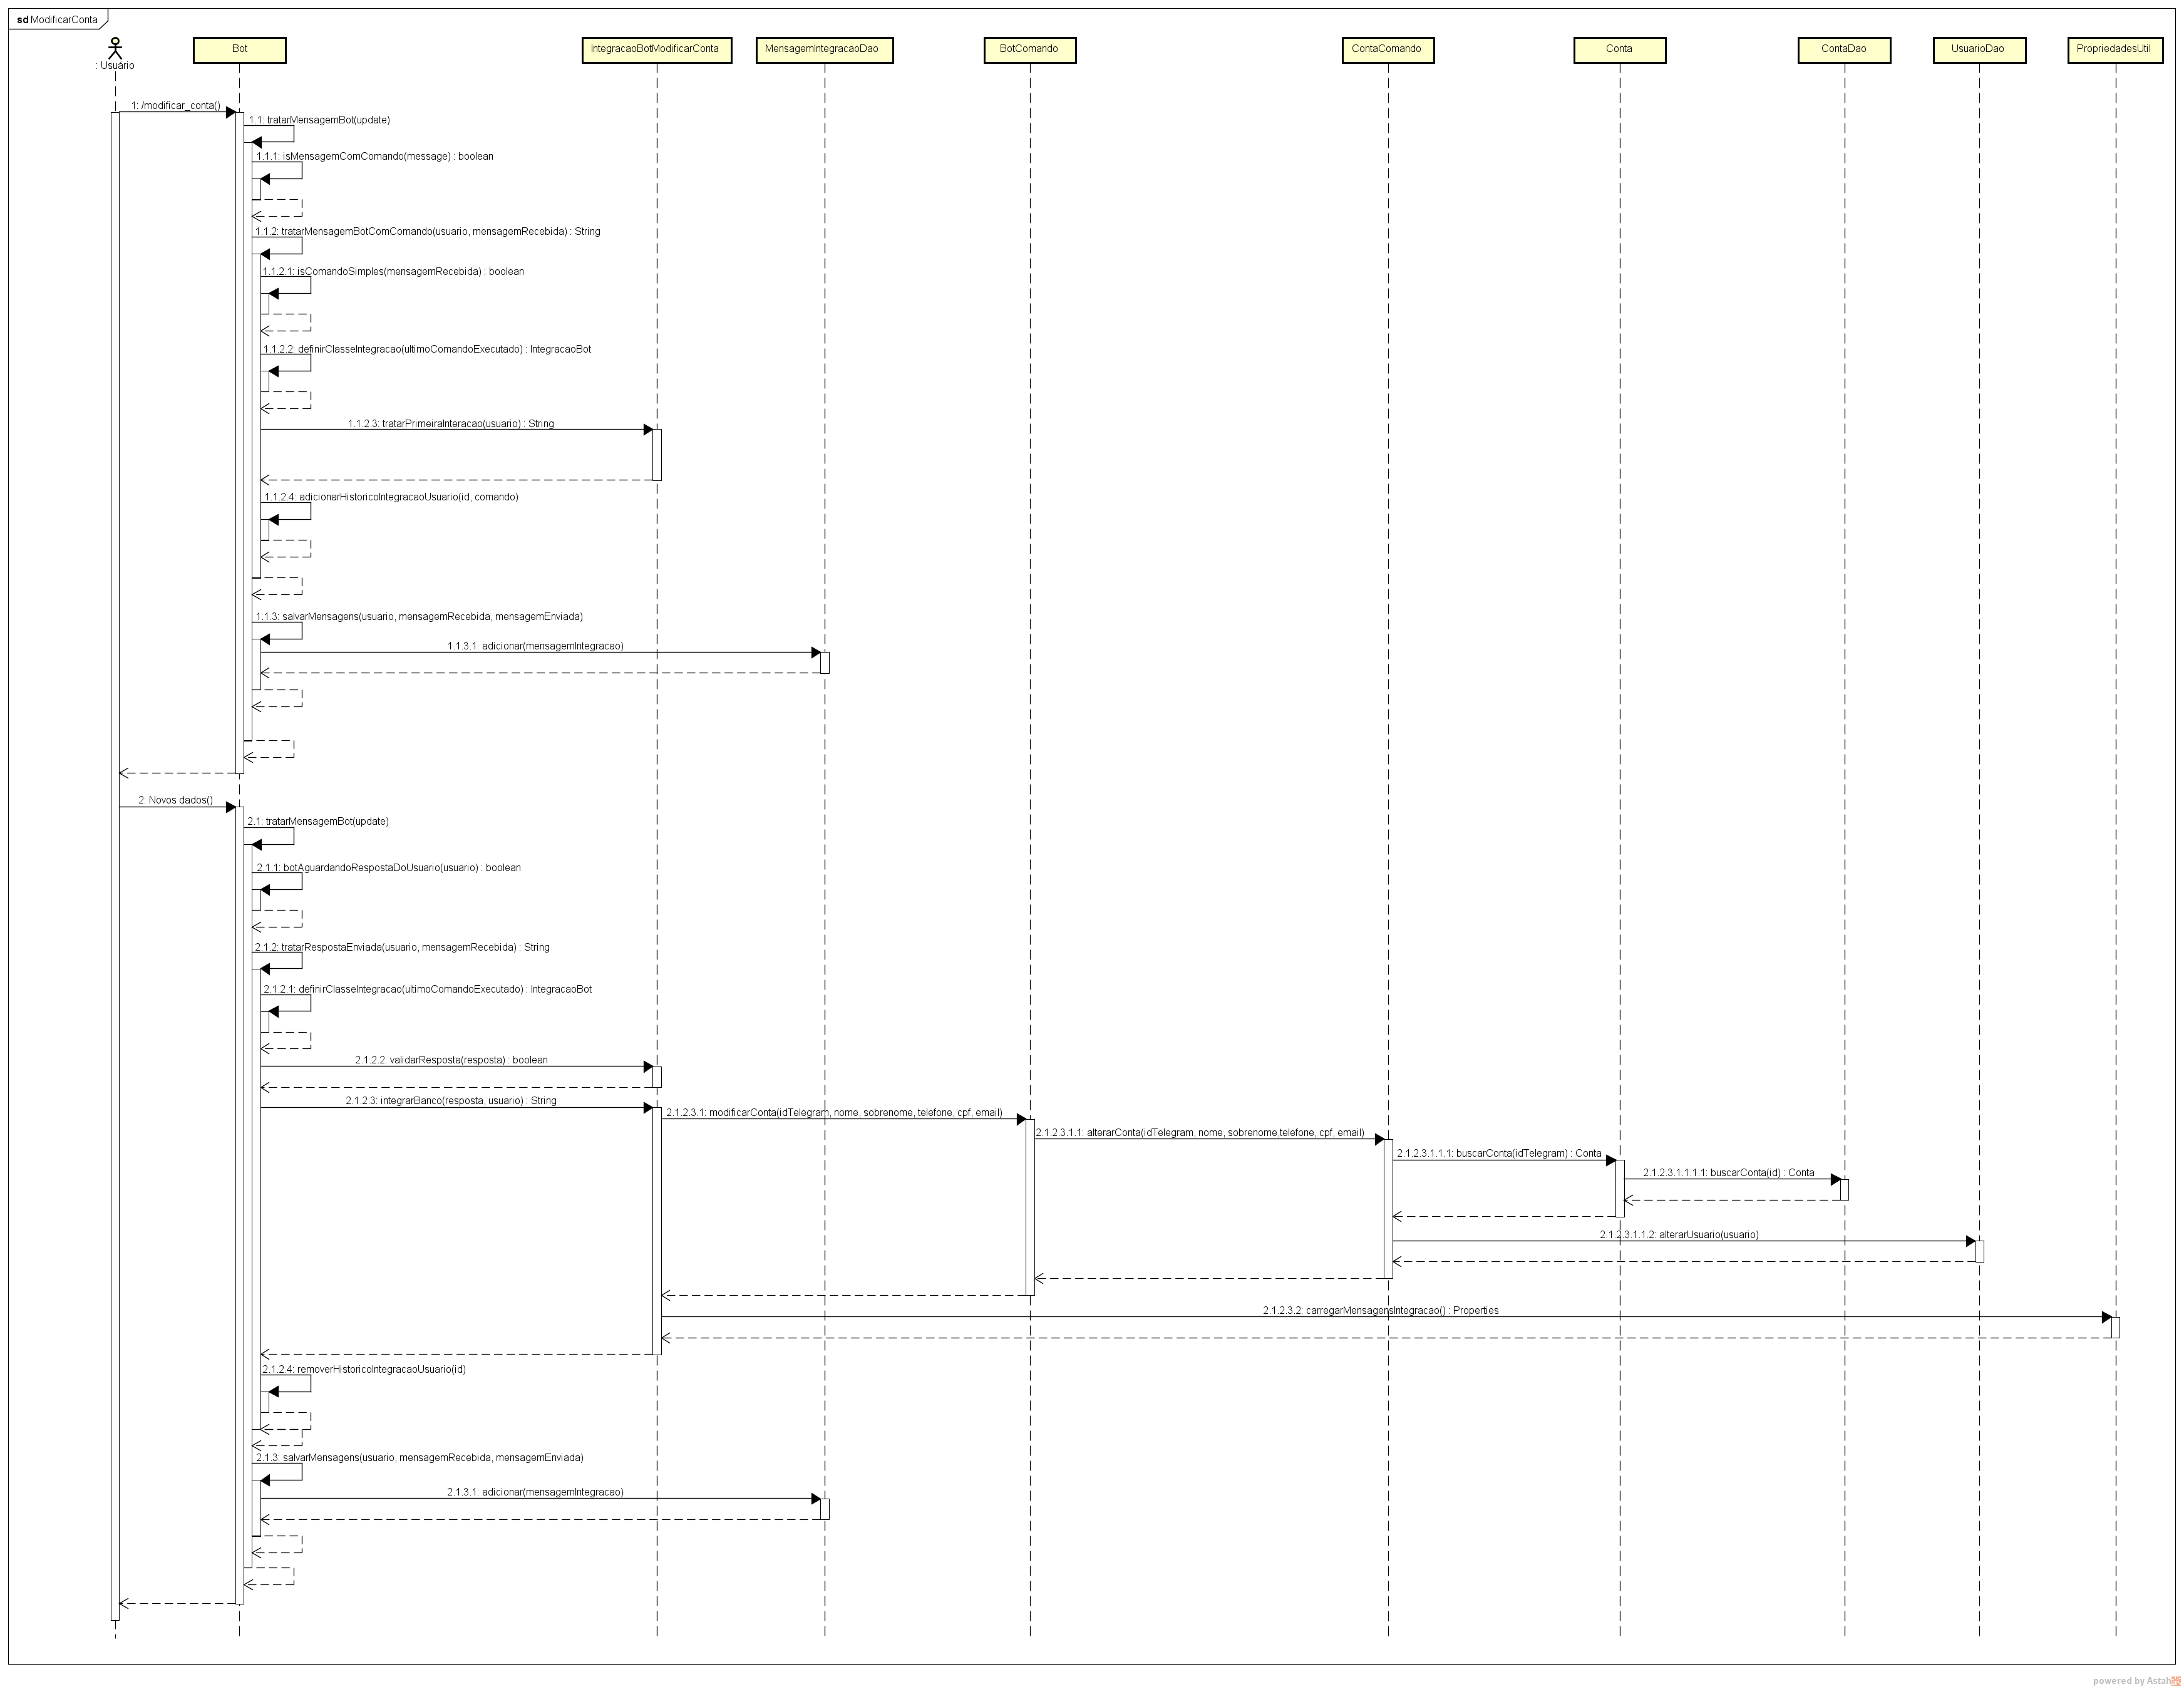 sd ModificarConta
: Usuário
Bot
IntegracaoBotModificarConta
MensagemIntegracaoDao
BotComando
ContaComando
Conta
ContaDao
UsuarioDao
PropriedadesUtil
1: /modificar_conta()
1.1: tratarMensagemBot(update)
1.1.1: isMensagemComComando(message) : boolean
1.1.2: tratarMensagemBotComComando(usuario, mensagemRecebida) : String
1.1.2.1: isComandoSimples(mensagemRecebida) : boolean
1.1.2.2: definirClasseIntegracao(ultimoComandoExecutado) : IntegracaoBot
1.1.2.3: tratarPrimeiraInteracao(usuario) : String
1.1.2.4: adicionarHistoricoIntegracaoUsuario(id, comando)
1.1.3: salvarMensagens(usuario, mensagemRecebida, mensagemEnviada)
1.1.3.1: adicionar(mensagemIntegracao)
2: Novos dados()
2.1: tratarMensagemBot(update)
2.1.1: botAguardandoRespostaDoUsuario(usuario) : boolean
2.1.2: tratarRespostaEnviada(usuario, mensagemRecebida) : String
2.1.2.1: definirClasseIntegracao(ultimoComandoExecutado) : IntegracaoBot
2.1.2.2: validarResposta(resposta) : boolean
2.1.2.3: integrarBanco(resposta, usuario) : String
2.1.2.3.1: modificarConta(idTelegram, nome, sobrenome, telefone, cpf, email)
2.1.2.3.1.1: alterarConta(idTelegram, nome, sobrenome,telefone, cpf, email)
2.1.2.3.1.1.1: buscarConta(idTelegram) : Conta
2.1.2.3.1.1.1.1: buscarConta(id) : Conta
2.1.2.3.1.1.2: alterarUsuario(usuario)
2.1.2.3.2: carregarMensagensIntegracao() : Properties
2.1.2.4: removerHistoricoIntegracaoUsuario(id)
2.1.3: salvarMensagens(usuario, mensagemRecebida, mensagemEnviada)
2.1.3.1: adicionar(mensagemIntegracao)
powered by Astah